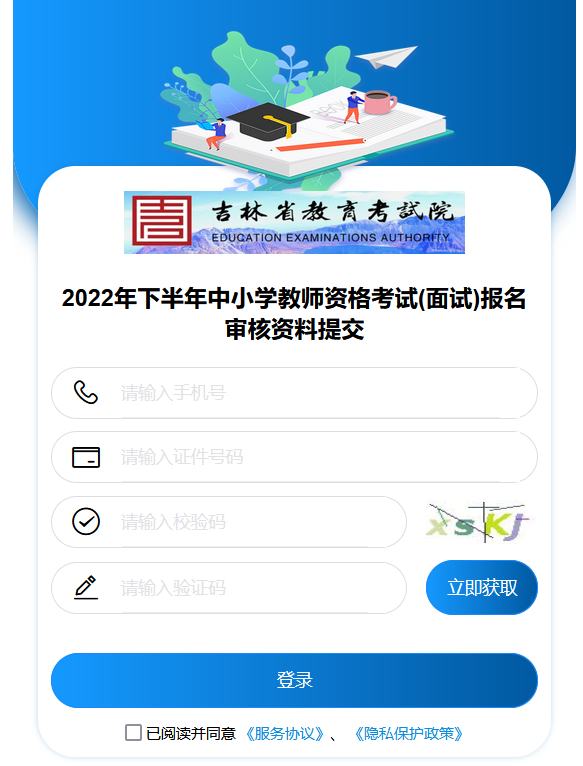 吉林省教育考試院
EDUCATION EXAMINATIONS AUTHORITY
2022年下半年中小学教师资格考试(面试)报名
审核资料提交
请输入手机号
请输入证件号码
请输入校验码
xsKj
请输入验证码
立即获取
登录
已阅读并同意 《服务协议》、 《隐私保护政策》